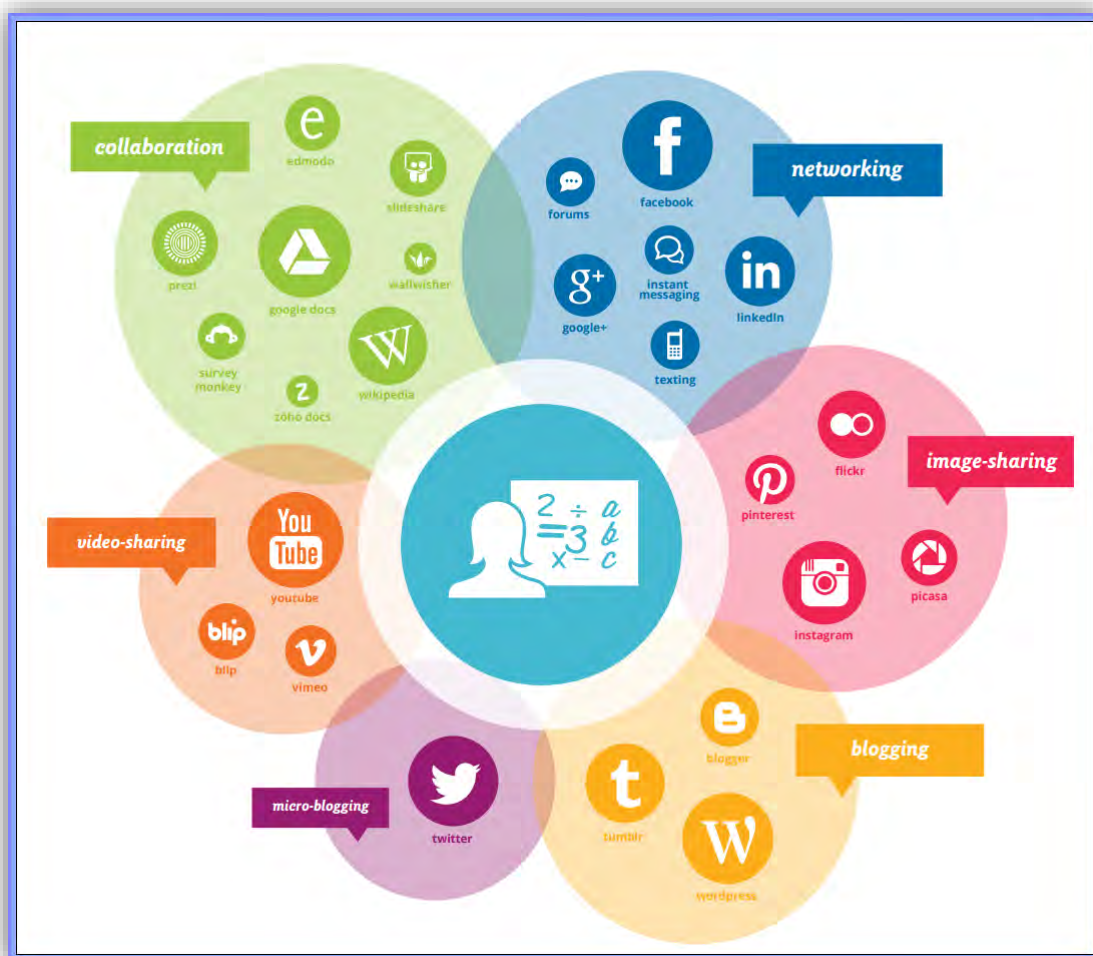 collaboration
e
edmodo
slideshare
prezi
google docs
wallwisher
survey
monkey
Z
zoho docs
W
wikipedia
networking
f
facebook
forums
instant
messaging
g+
google+
in
linkedIn
texting
image-sharing
flickr
pinterest
instagram
picasa
video-sharing
You
Tube
youtube
blip
blip
v
vimeo
2 ÷ a
= 3 b
x - c
micro-blogging
twitter
blogging
B
blogger
t
tumblr
W
wordpress